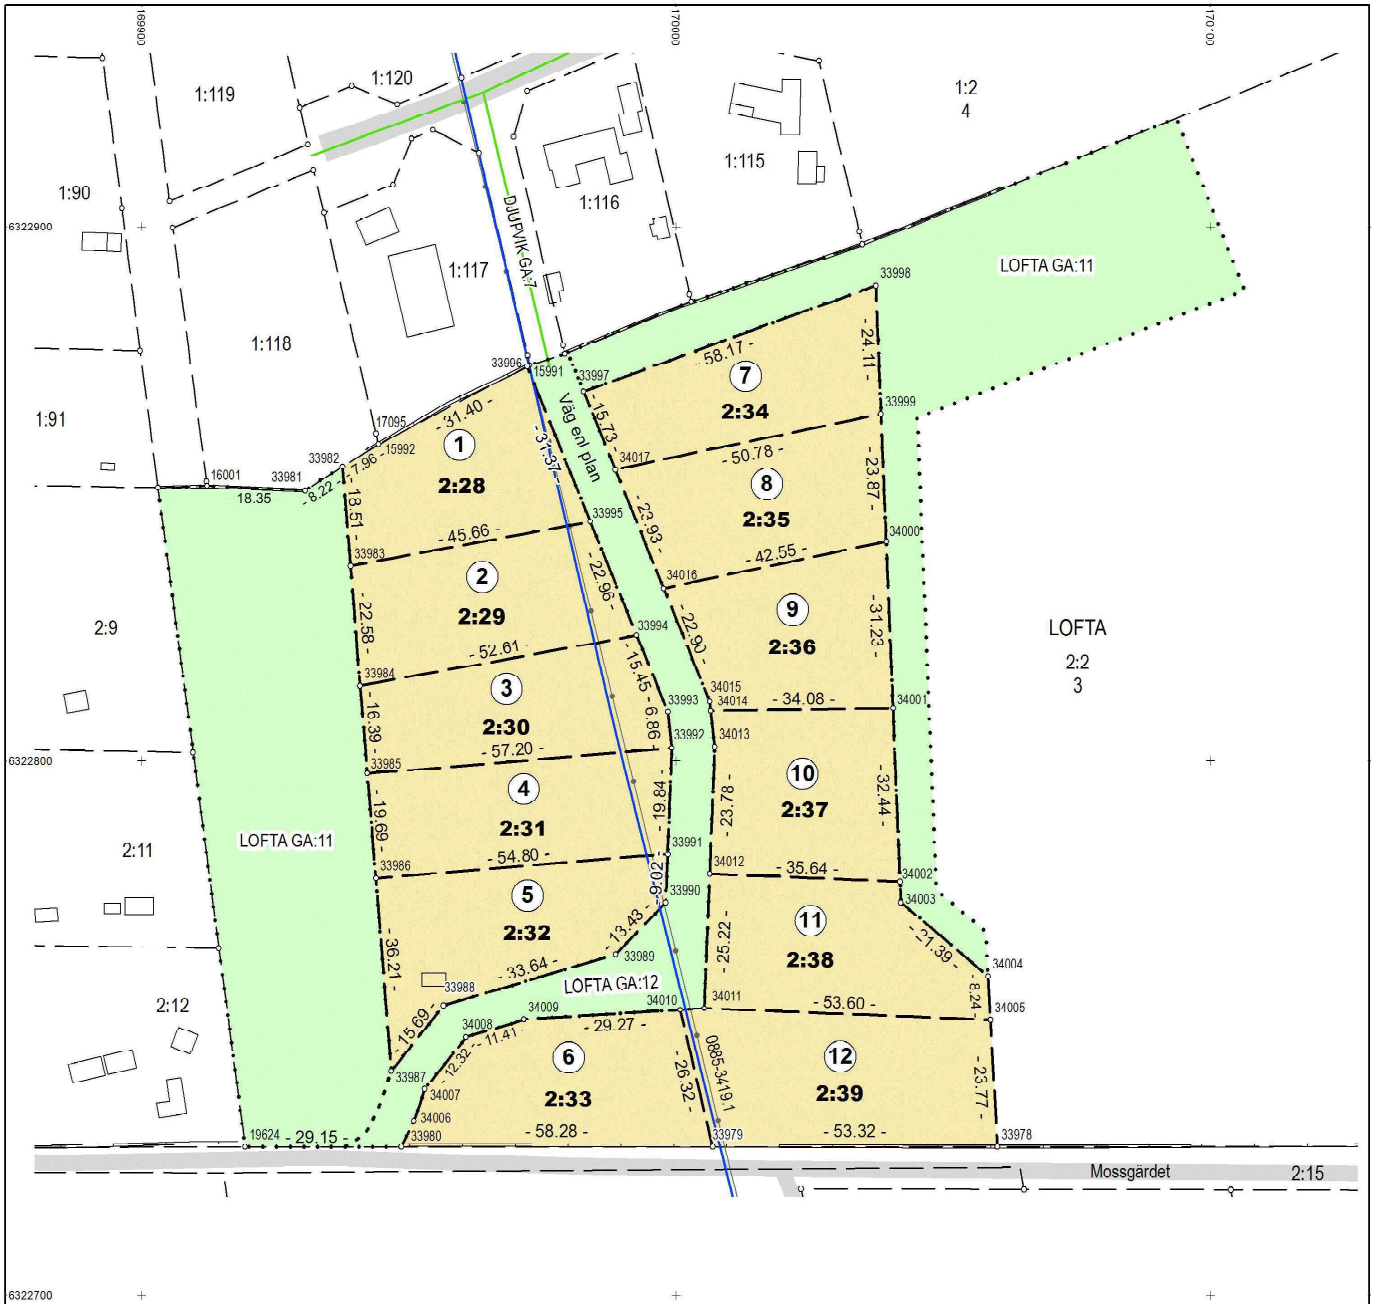 169900
170000
170100
1:120
1:119
1:2
4
1:115
1:90
1:116
DJUPVIK GA:7
6322900
1:117
LOFTA GA:11
33998
1:118
- 24.11 -
- 58.17 -
33996
15991
33997
7
2:34
Väg enl plan
- 15.73 -
33999
1:91
17095
- 31.40 -
15992
1
2:28
- 31.37 -
34017
- 50.78 -
33982
- 7.96 -
16001
33981
- 8.22 -
18.35
- 18.51 -
8
2:35
- 23.87 -
33995
- 23.93 -
- 45.66 -
34000
33983
- 42.55 -
34016
2
2:29
- 22.96 -
- 22.58 -
9
2:36
- 31.23 -
2:9
33994
- 22.90 -
LOFTA
2:2
3
- 52.61 -
33984
- 15.45 -
3
2:30
34015
34014
- 34.08 -
34001
33993
- 6.86 -
- 16.39 -
33992
34013
- 57.20 -
6322800
33985
10
2:37
4
2:31
- 19.84 -
- 23.78 -
- 32.44 -
- 19.69 -
LOFTA GA:11
2:11
33991
- 54.80 -
33986
34012
- 35.64 -
34002
- 9.02 -
33990
34003
5
2:32
11
2:38
- 13.43 -
- 25.22 -
- 21.39 -
- 36.21 -
33989
- 33.64 -
34004
LOFTA GA:12
- 8.24 -
33988
2:12
34009
34010
34011
- 53.60 -
34005
- 15.69 -
34008
- 11.41 -
- 29.27 -
6
2:33
12
2:39
- 12.32 -
33987
34007
- 26.32 -
0885-3419.1
- 23.77 -
34006
19624
- 29.15 -
33980
- 58.28 -
33979
- 53.32 -
33978
Mossgärdet
2:15
6322700